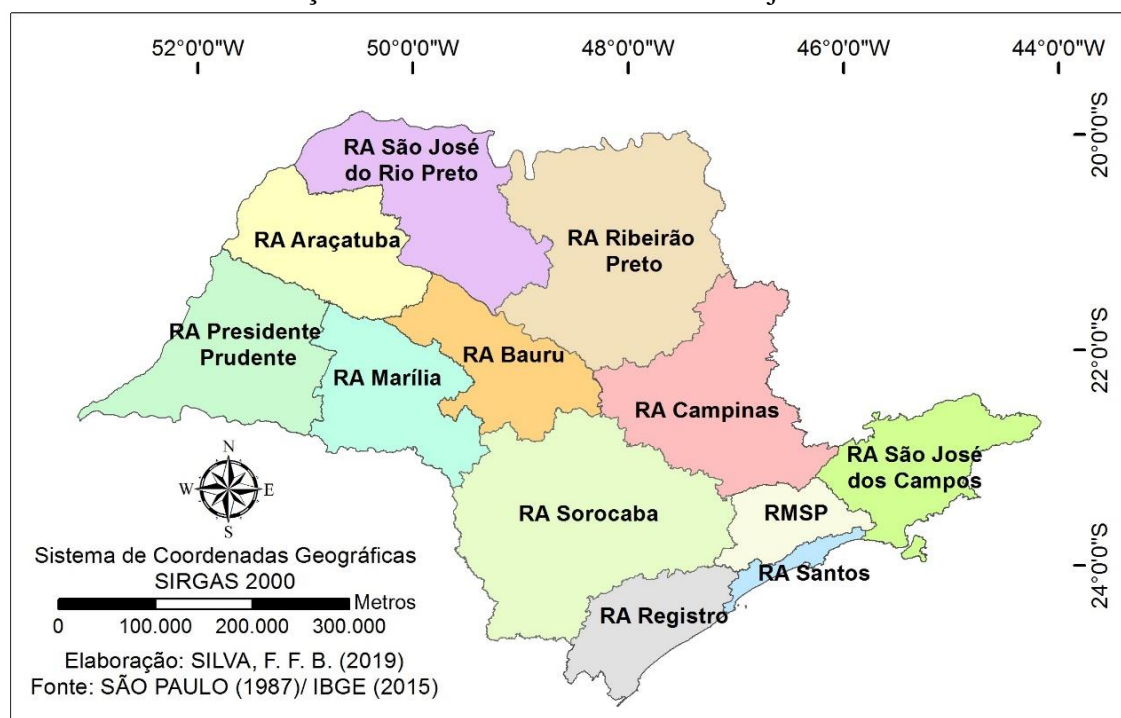 52°0'0"W
50°0'0"W
48°0'0"W
46°0'0"W
44°0'0"W
20°0'0"S
22°0'0"S
24°0'0"S
RA São José
do Rio Preto
RA Araçatuba
RA Ribeirão
Preto
RA Presidente
Prudente
RA Marília
RA Bauru
RA Campinas
RA São José
dos Campos
RA Sorocaba
RMSP
RA Santos
RA Registro
N
W
E
S
Sistema de Coordenadas Geográficas
SIRGAS 2000
Metros
0 100.000 200.000 300.000
Elaboração: SILVA, F. F. B. (2019)
Fonte: SÃO PAULO (1987)/ IBGE (2015)